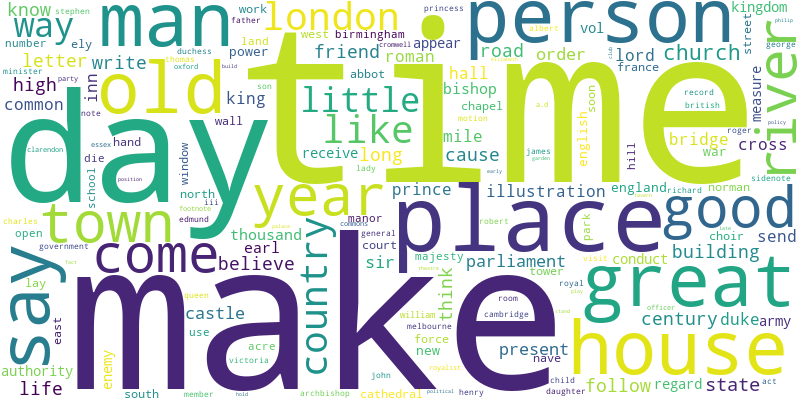 know stephen
father
work
london
princess
person
kingdom
philip
way
man
number
ely
land
power
west
birmingham
cromwell
appear
vol
albert
street
george
duchess
minister
thomas
oxford
build
friend
roman
road
order
lord
church
france
letter
write
party
note
son
abbot
hall
bishop
high
inn
old
king
little
time
chapel
a.d
soon
record
british
measure
river
common
day
wall
like
mile
motion
english
bridge
roger
policy
clarendon
essex
hand
die
window
receive
long
cause
james
garden
hill
war
cross
school
position
lady
early
sidenote
north
iii
year
prince
illustration
england
richard
norman
charles
footnote
edmund
manor
place
robert
park
good
open
town
palace
commons
general
court
late
choir
send
government
thousand
earl
majesty
visit
conduct
building
say
come
believe
country
sir
think
parliament
tower
royal
great
fact
lay
queen
theatre
play
officer
east
make
castle
william
room
cambridge
century
duke
army
use
melbourne
force
stand
authority
enemy
acre
new
present
house
life
victoria
john
royalist
nave
south
member
hold
archbishop
cathedral
political
henry
child
daughter
follow
regard
state
act